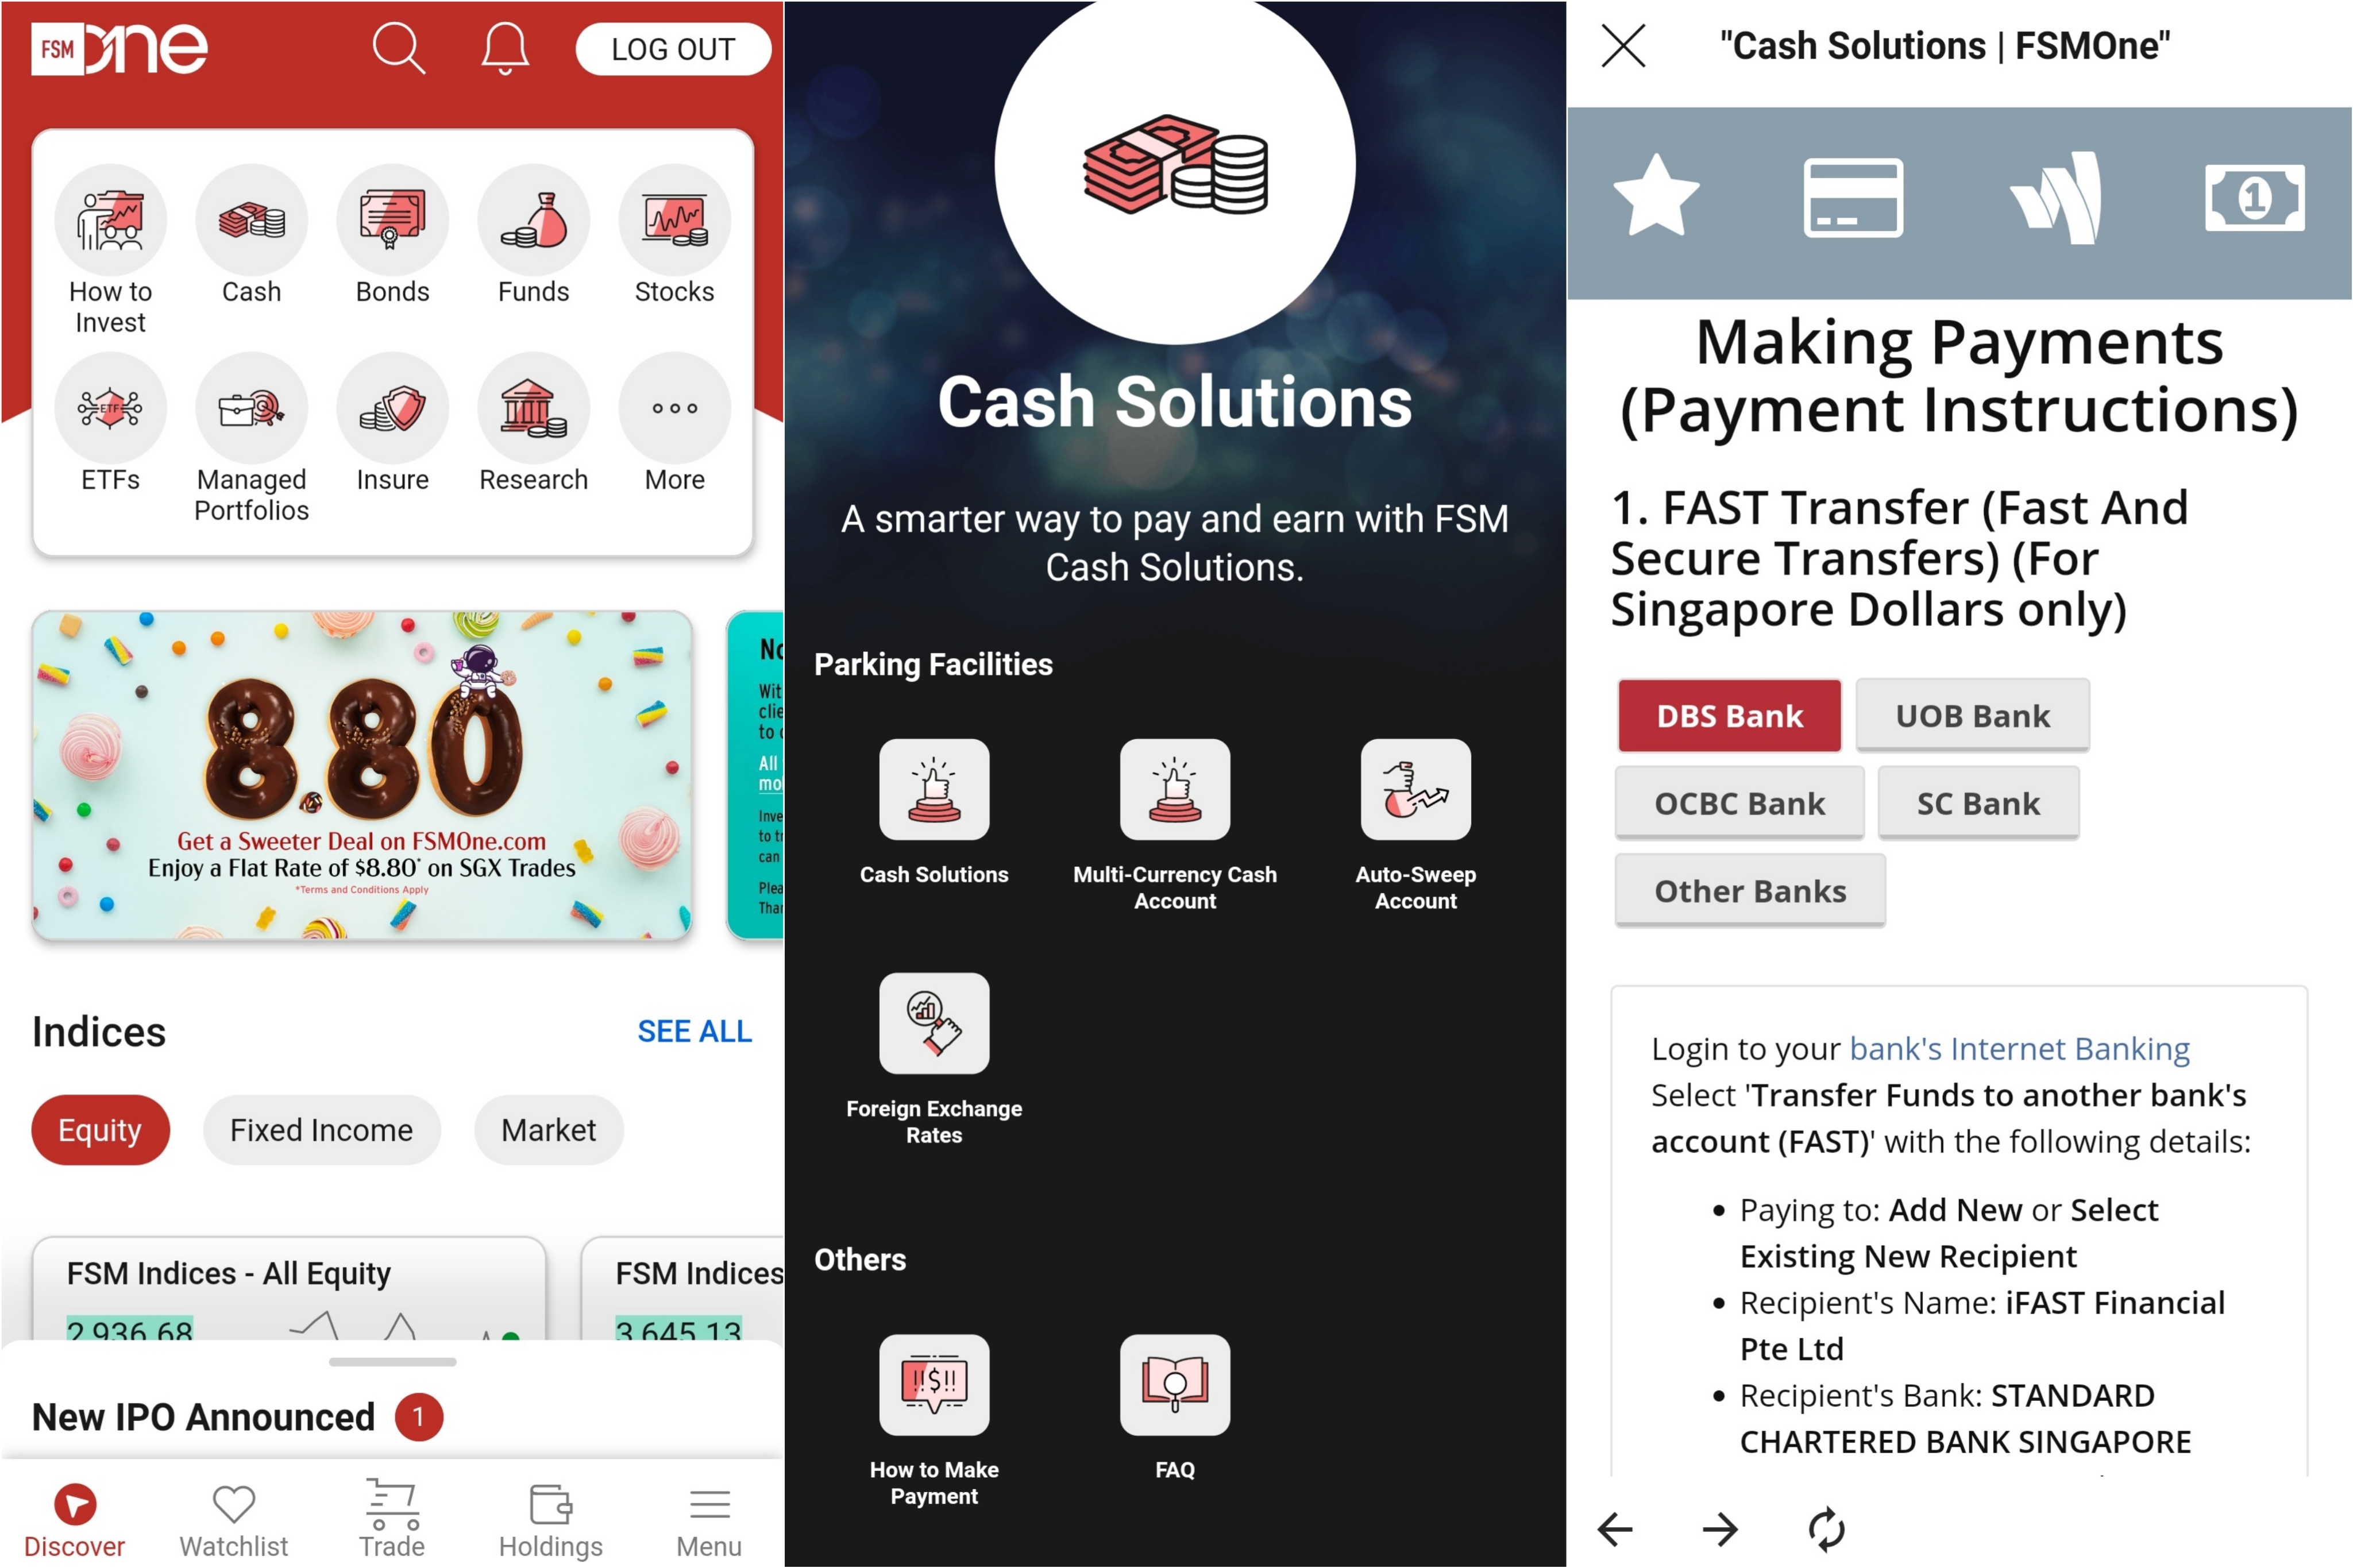 FSM one
LOG OUT
How to
Invest
Cash
Bonds
Funds
Stocks
ETF
ETFs
Managed
Portfolios
Insure
Research
More
8.80
Get a Sweeter Deal on FSMOne.com
Enjoy a Flat Rate of $8.80* on SGX Trades
*Terms and Conditions Apply
Wit
clie
to
All
mo
Inve
to tr
can
Plea
Tha
Indices
SEE ALL
Equity
Fixed Income
Market
FSM Indices - All Equity
2,936.68
FSM Indices
3,645.13
New IPO Announced
1
Discover
Watchlist
Trade
Holdings
Menu
Cash Solutions
A smarter way to pay and earn with FSM
Cash Solutions.
Parking Facilities
Cash Solutions
Multi-Currency Cash
Account
Auto-Sweep
Account
Foreign Exchange
Rates
Others
!!$!!
How to Make
Payment
FAQ
"Cash Solutions | FSMOne"
1
Making Payments
(Payment Instructions)
1. FAST Transfer (Fast And
Secure Transfers) (For
Singapore Dollars only)
DBS Bank
UOB Bank
OCBC Bank
SC Bank
Other Banks
Login to your bank's Internet Banking
Select 'Transfer Funds to another bank's
account (FAST)' with the following details:
• Paying to: Add New or Select
Existing New Recipient
• Recipient's Name: iFAST Financial
Pte Ltd
• Recipient's Bank: STANDARD
CHARTERED BANK SINGAPORE